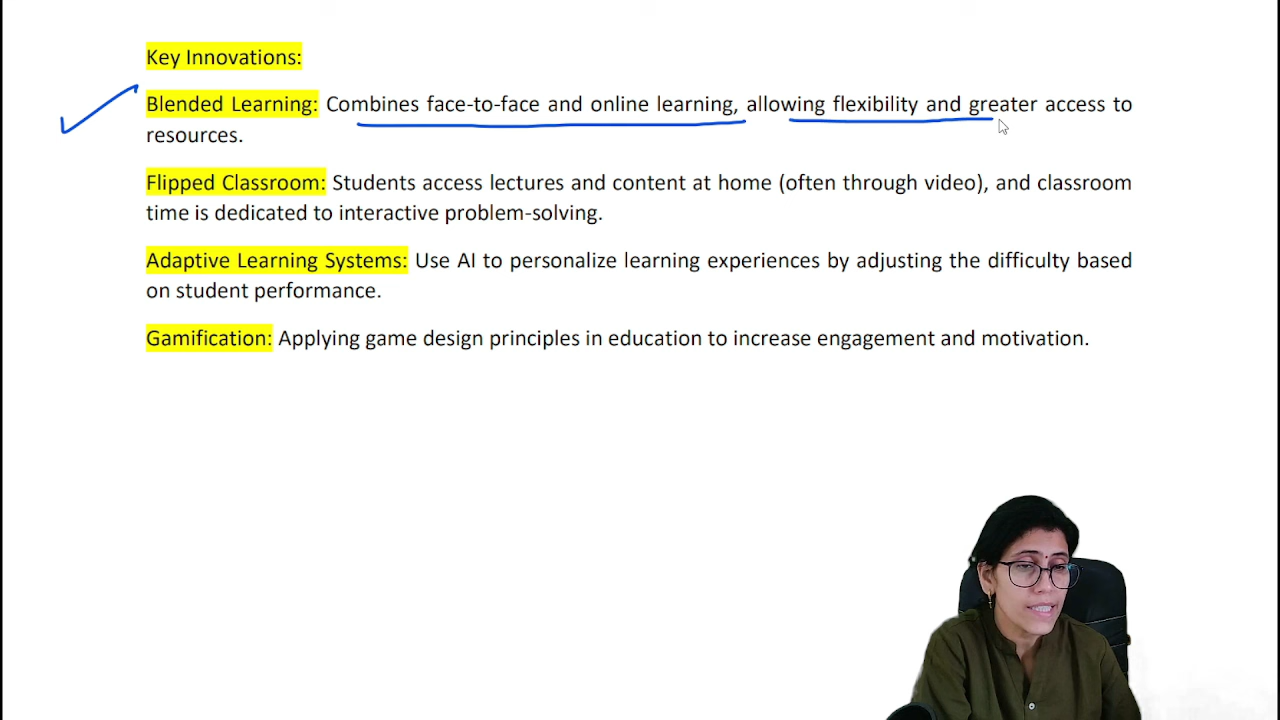 Key Innovations:
Blended Learning: Combines face-to-face and online learning, allowing flexibility and greater access to
resources.
Flipped Classroom: Students access lectures and content at home (often through video), and classroom
time is dedicated to interactive problem-solving.
Adaptive Learning Systems: Use AI to personalize learning experiences by adjusting the difficulty based
on student performance.
Gamification: Applying game design principles in education to increase engagement and motivation.